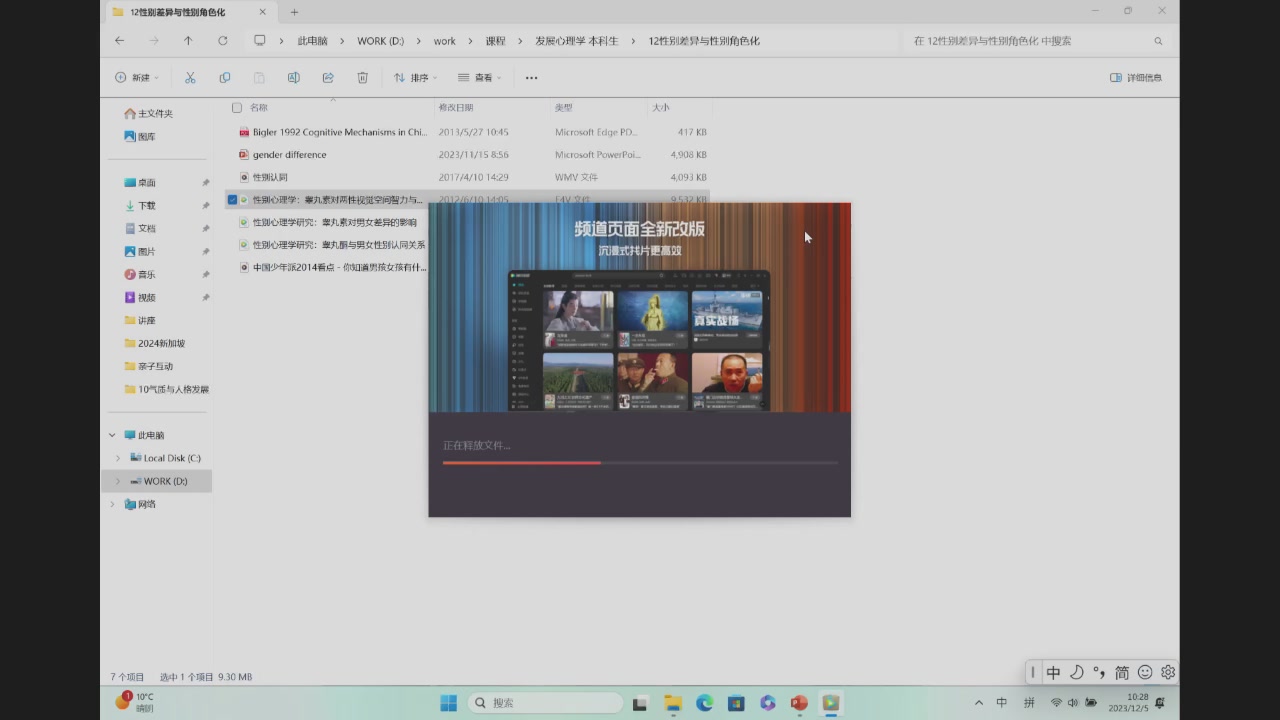 12性别差异与性别角色化
此电脑 > WORK (D:) > work > 课程 > 发展心理学 本科生 > 12性别差异与性别角色化
在 12性别差异与性别角色化 中搜索
新建
排序
查看
详细信息
名称 修改日期 类型 大小
主文件夹
图库
桌面
下载
文档
图片
音乐
视频
讲座
2024新加坡
亲子互动
10气质与人格发展
此电脑
Local Disk (C:)
WORK (D:)
网络
Bigler 1992 Cognitive Mechanisms in Chi... 2013/5/27 10:45 Microsoft Edge PD... 417 KB
gender difference 2023/11/15 8:56 Microsoft PowerPoi... 4,908 KB
性别认同 2017/4/10 14:29 WMV 文件 4,093 KB
性别心理学：睾丸素对两性视觉空间智力与... 2012/6/10 14:05 F4V 文件 9,532 KB
性别心理学研究：睾丸素对男女差异的影响
性别心理学研究：睾丸酮与男女性别认同关系
中国少年派2014看点 - 你知道男孩女孩有什...
频道页面全新改版
沉浸式找片更高效
真实战场
正在释放文件...
7 个项目 选中 1 个项目 9.30 MB
中 简
1
10°C
晴朗
搜索
中 拼
10:28
2023/12/5